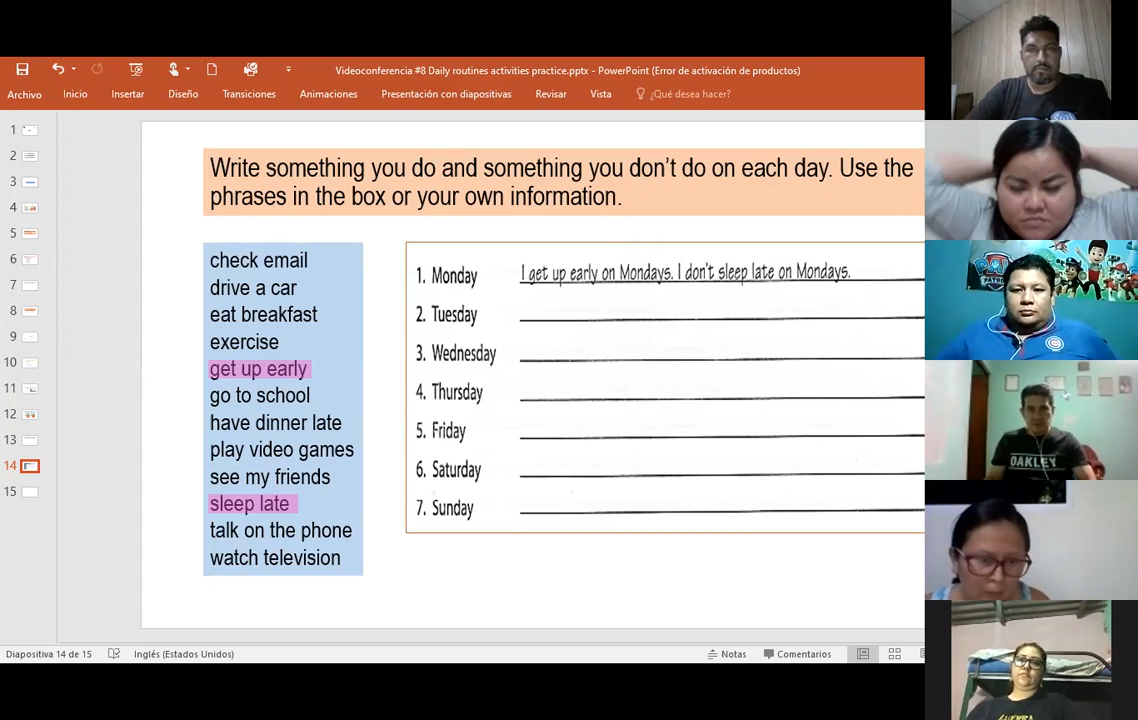 Videoconferencia #8 Daily routines activities practice.pptx - PowerPoint (Error de activación de productos)
Archivo Inicio Insertar Diseño Transiciones Animaciones Presentación con diapositivas Revisar Vista ¿Qué desea hacer?
1
2
3
4
5
6
7
8
9
10
11
12
13
14
15
Write something you do and something you don't do on each day. Use the
phrases in the box or your own information.
check email
drive a car
eat breakfast
exercise
get up early
go to school
have dinner late
play video games
see my friends
sleep late
talk on the phone
watch television
1. Monday I get up early on Mondays. I don't sleep late on Mondays.
2. Tuesday
3. Wednesday
4. Thursday
5. Friday
6. Saturday
7. Sunday
OAKLEY
Diapositiva 14 de 15 Inglés (Estados Unidos) Notas Comentarios